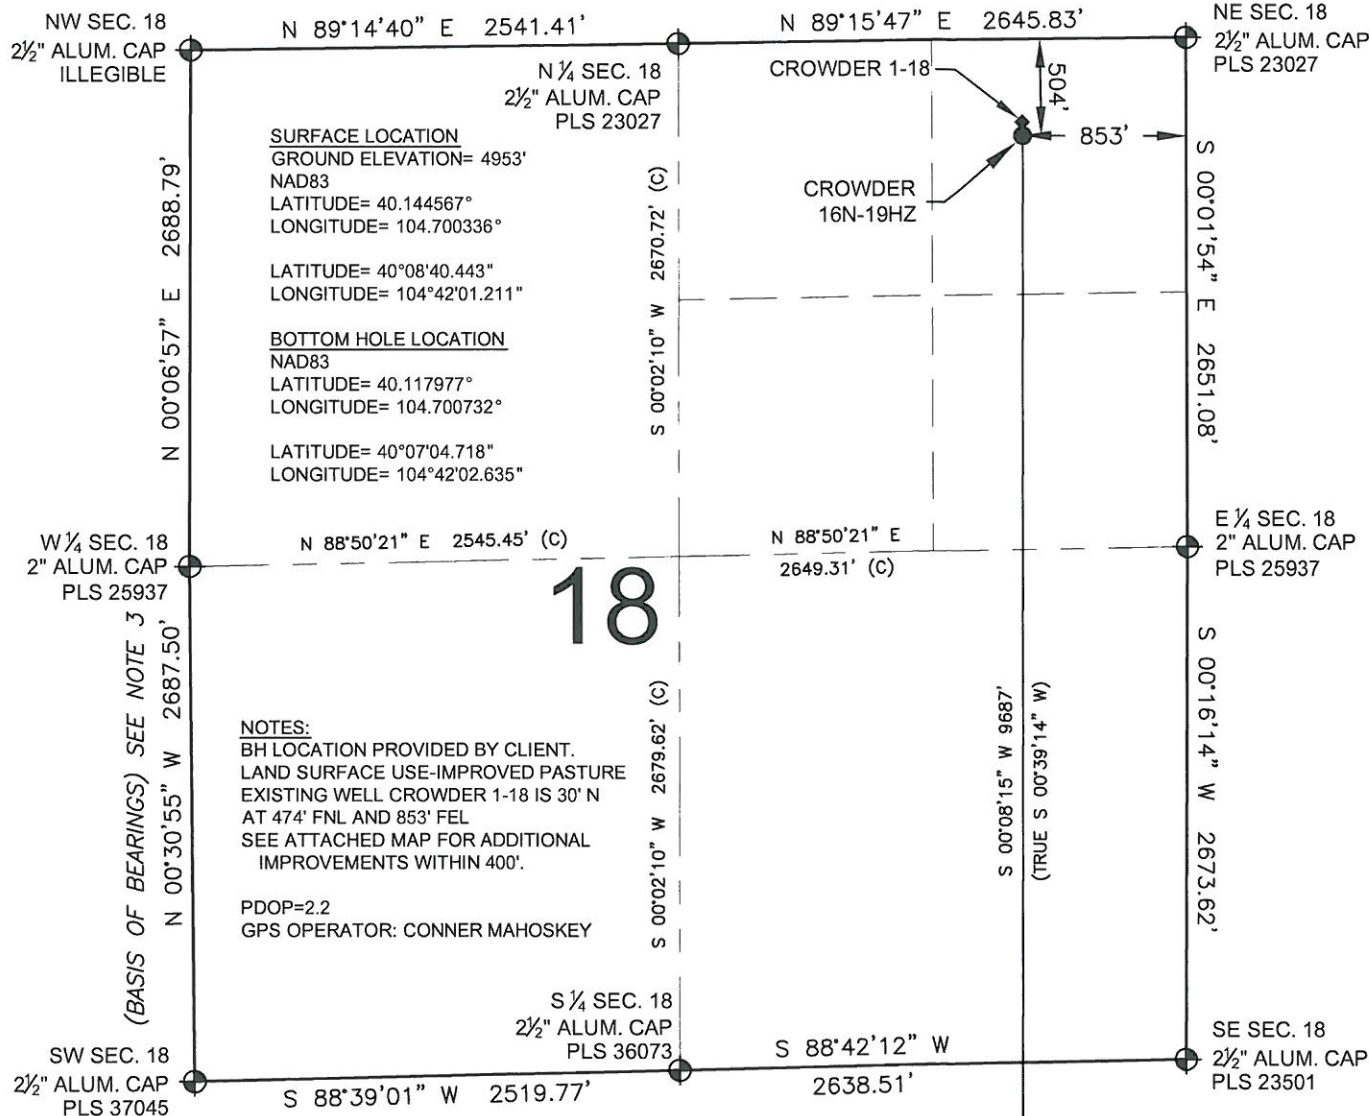 NW SEC. 18
2½" ALUM. CAP
ILLEGIBLE
N 89°14'40" E 2541.41'
N 89°15'47" E 2645.83'
NE SEC. 18
2½" ALUM. CAP
PLS 23027
N ¼ SEC. 18
2½" ALUM. CAP
PLS 23027
CROWDER 1-18
504'
853'
CROWDER
16N-19HZ
SURFACE LOCATION
GROUND ELEVATION= 4953'
NAD83
LATITUDE= 40.144567°
LONGITUDE= 104.700336°
LATITUDE= 40°08'40.443"
LONGITUDE= 104°42'01.211"
BOTTOM HOLE LOCATION
NAD83
LATITUDE= 40.117977°
LONGITUDE= 104.700732°
LATITUDE= 40°07'04.718"
LONGITUDE= 104°42'02.635"
N 00°06'57" E 2688.79'
S 00°02'10" W 2670.72' (C)
S 00°01'54" E 2651.08'
W ¼ SEC. 18
2" ALUM. CAP
PLS 25937
N 88°50'21" E 2545.45' (C)
N 88°50'21" E
2649.31' (C)
E ¼ SEC. 18
2" ALUM. CAP
PLS 25937
18
(BASIS OF BEARINGS) SEE NOTE 3
N 00°30'55" W 2687.50'
NOTES:
BH LOCATION PROVIDED BY CLIENT.
LAND SURFACE USE-IMPROVED PASTURE
EXISTING WELL CROWDER 1-18 IS 30' N
AT 474' FNL AND 853' FEL
SEE ATTACHED MAP FOR ADDITIONAL
IMPROVEMENTS WITHIN 400'.
PDOP=2.2
GPS OPERATOR: CONNER MAHOSKEY
S 00°02'10" W 2679.62' (C)
S 00°08'15" W 9687'
(TRUE S 00°39'14" W)
S 00°16'14" W 2673.62'
SW SEC. 18
2½" ALUM. CAP
PLS 37045
S 88°39'01" W 2519.77'
S ¼ SEC. 18
2½" ALUM. CAP
PLS 36073
S 88°42'12" W
2638.51'
SE SEC. 18
2½" ALUM. CAP
PLS 23501